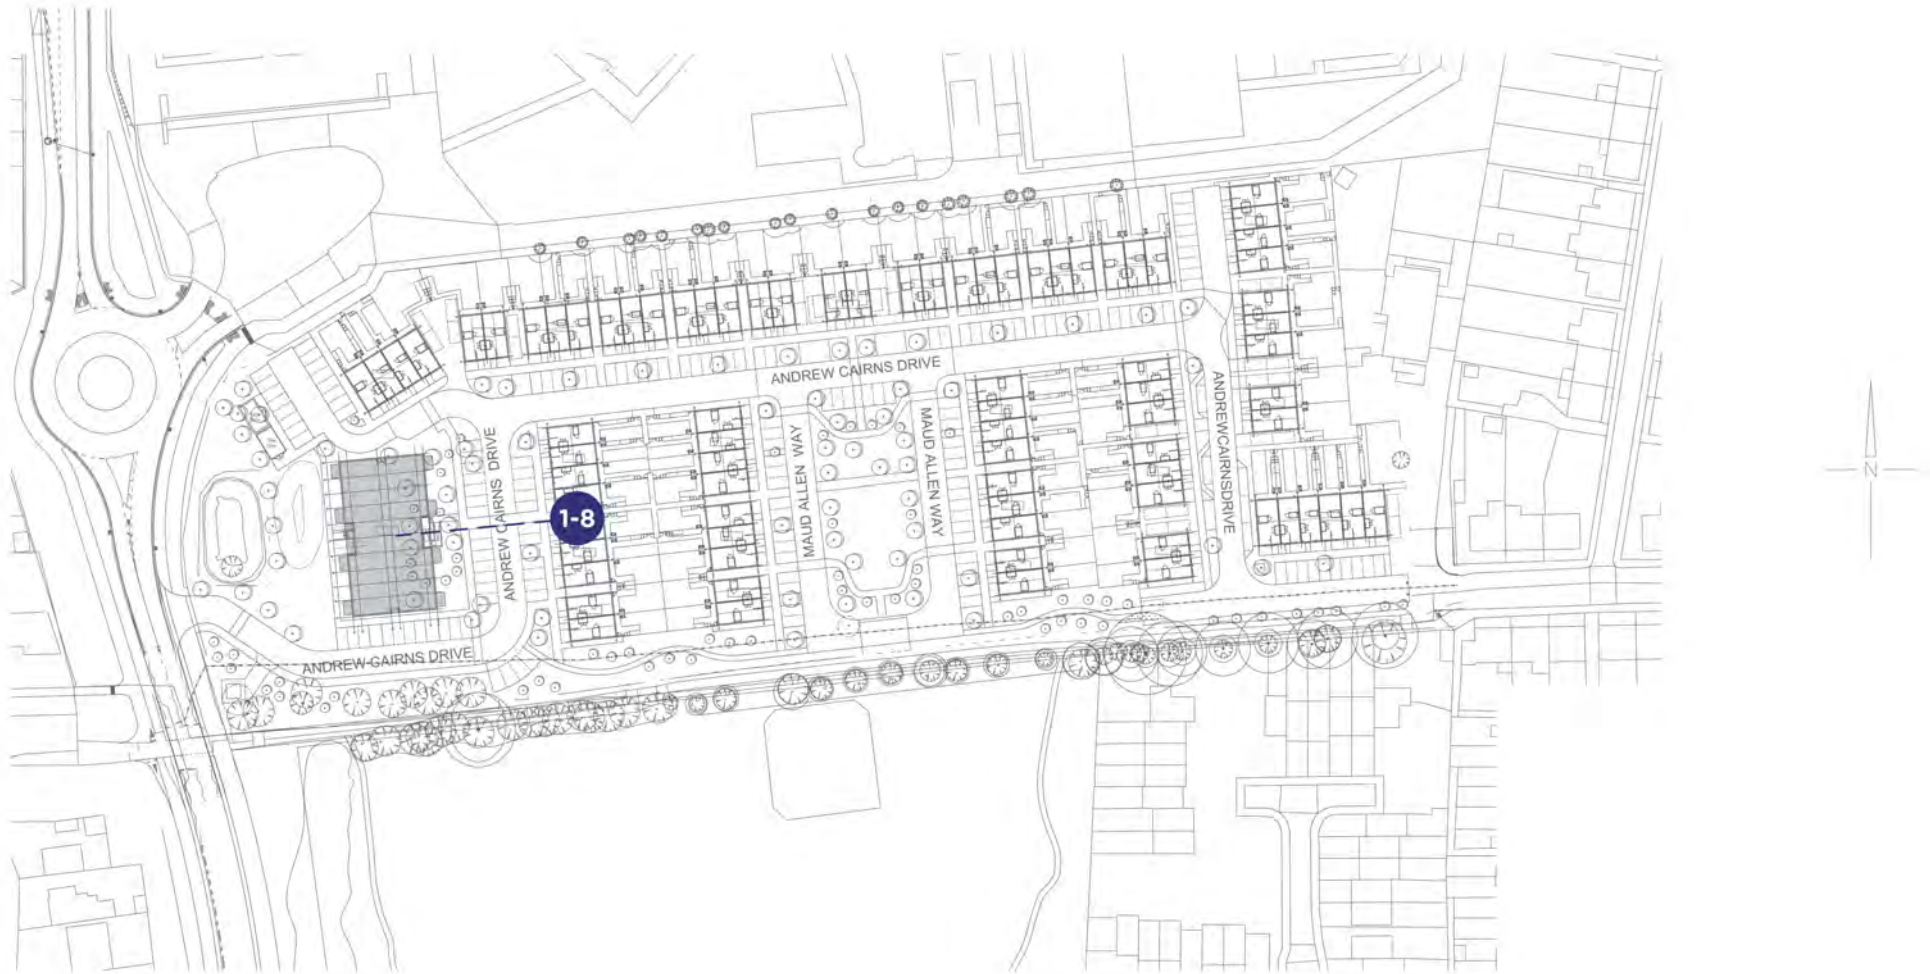 ANDREW CAIRNS DRIVE
ANDREWCAIRNSDRIVE
MAUD ALLEN WAY
MAUD ALLEN WAY
ANDREW CAIRNS DRIVE
1-8
N
ANDREW-CAIRNS DRIVE